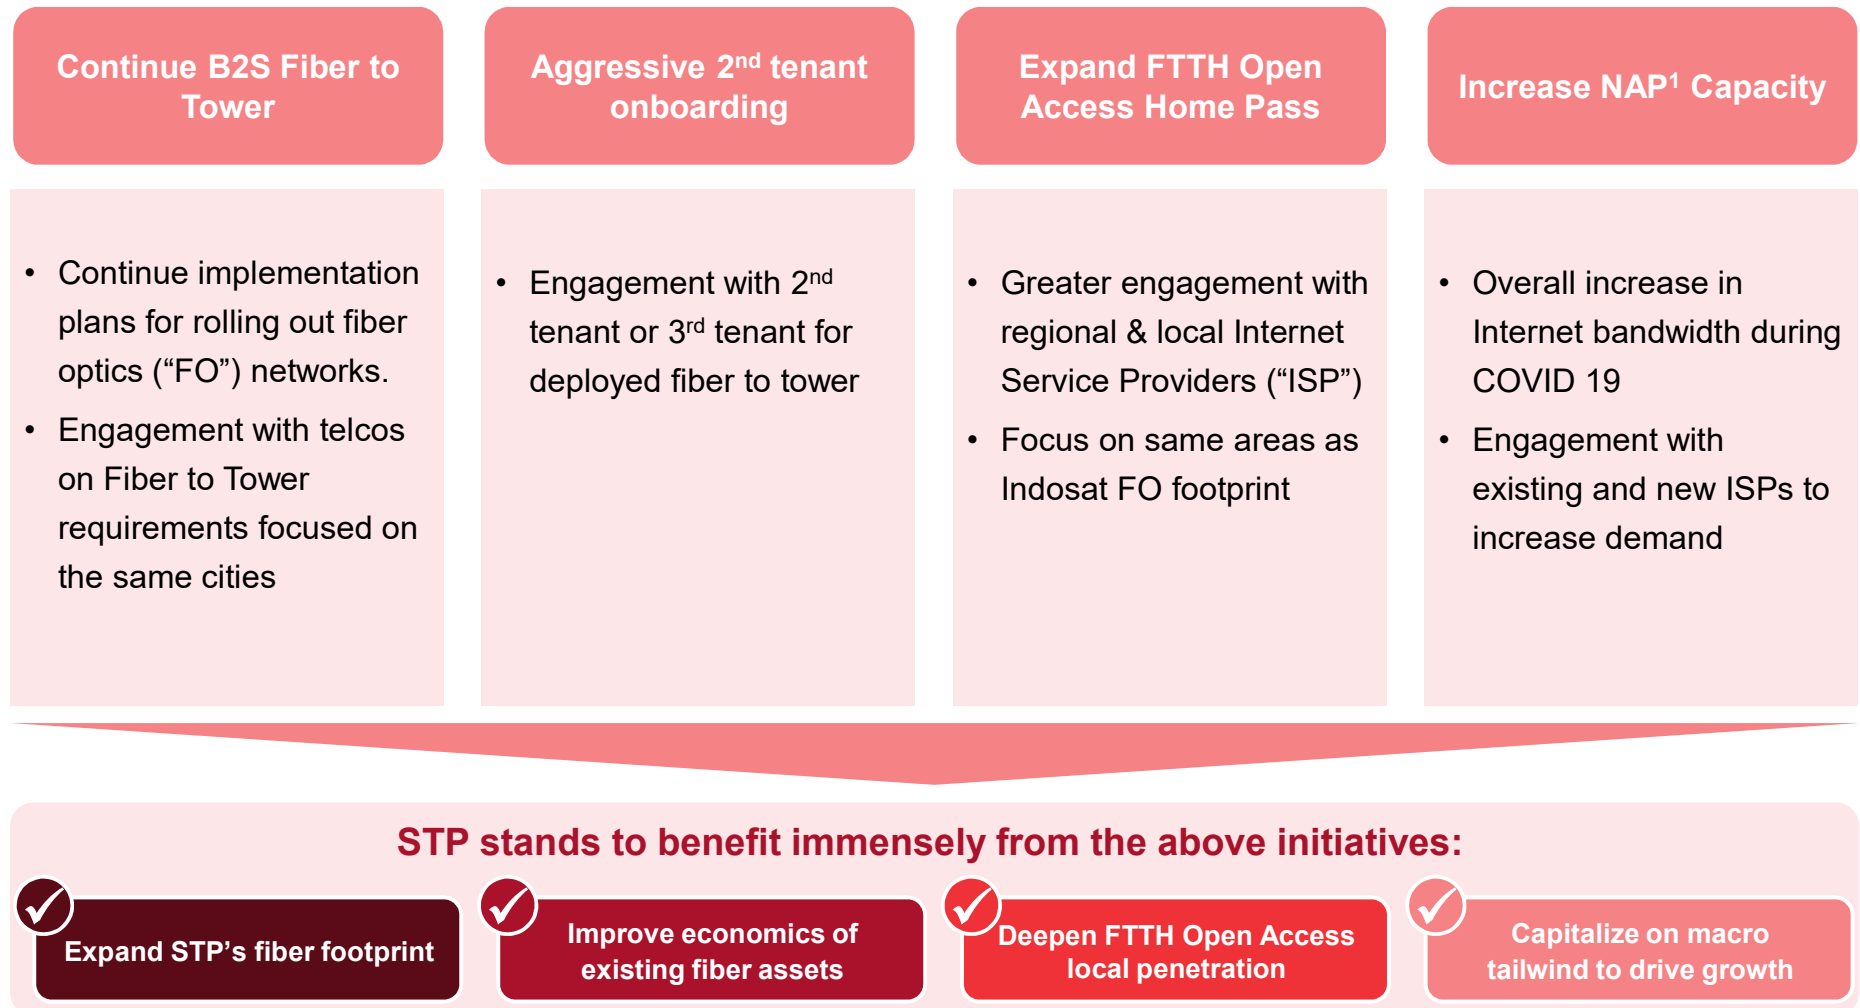 Continue B2S Fiber to
Tower
Aggressive 2nd tenant
onboarding
Expand FTTH Open
Access Home Pass
Increase NAP1 Capacity
• Continue implementation
plans for rolling out fiber
optics (“FO”) networks.
• Engagement with telcos
on Fiber to Tower
requirements focused on
the same cities
• Engagement with 2nd
tenant or 3rd tenant for
deployed fiber to tower
• Greater engagement with
regional & local Internet
Service Providers (“ISP”)
• Focus on same areas as
Indosat FO footprint
• Overall increase in
Internet bandwidth during
COVID 19
• Engagement with
existing and new ISPs to
increase demand
STP stands to benefit immensely from the above initiatives:
Expand STP’s fiber footprint
Improve economics of
existing fiber assets
Deepen FTTH Open Access
local penetration
Capitalize on macro
tailwind to drive growth